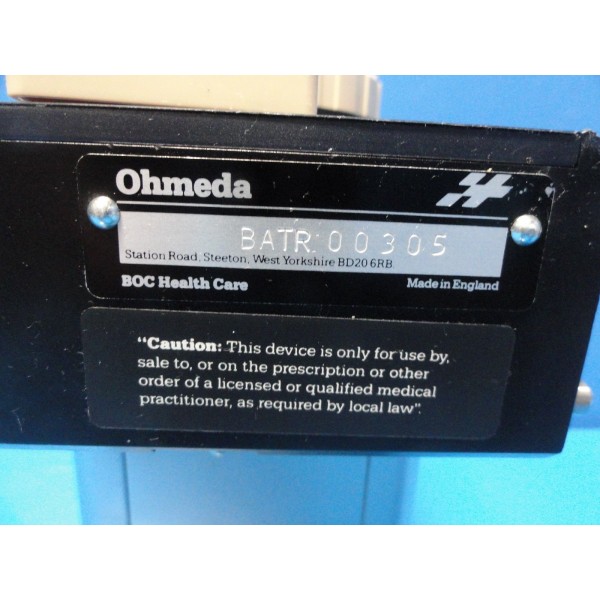 Ohmeda
BATR 00305
Station Road, Steeton, West Yorkshire BD20 6RB
BOC Health Care
Made in England
"Caution: This device is only for use by,
sale to, or on the prescription or other
order of a licensed or qualified medical
practitioner, as required by local law".